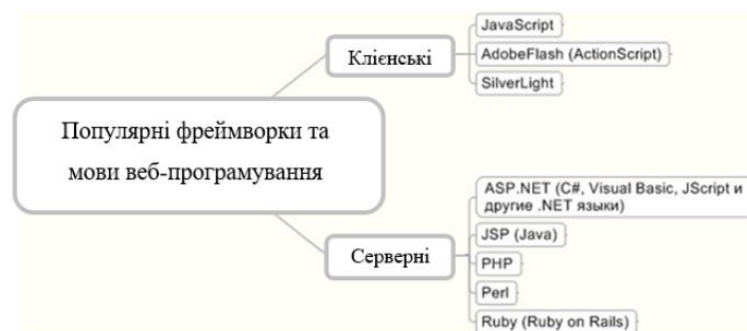 Популярні фреймворки та
мови веб-програмування
Клієнські
JavaScript
AdobeFlash (ActionScript)
SilverLight
Серверні
ASP.NET (C#, Visual Basic, JScript и
другие .NET языки)
JSP (Java)
PHP
Perl
Ruby (Ruby on Rails)